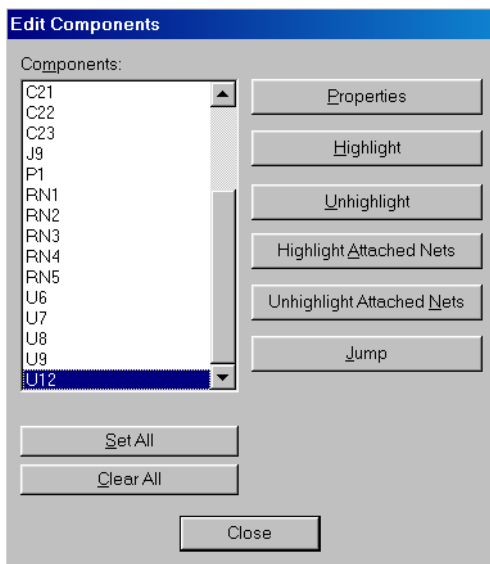 Edit Components
Components:
C21
C22
C23
J9
P1
RN1
RN2
RN3
RN4
RN5
U6
U7
U8
U9
U12
Properties
Highlight
Unhighlight
Highlight Attached Nets
Unhighlight Attached Nets
Jump
Set All
Clear All
Close